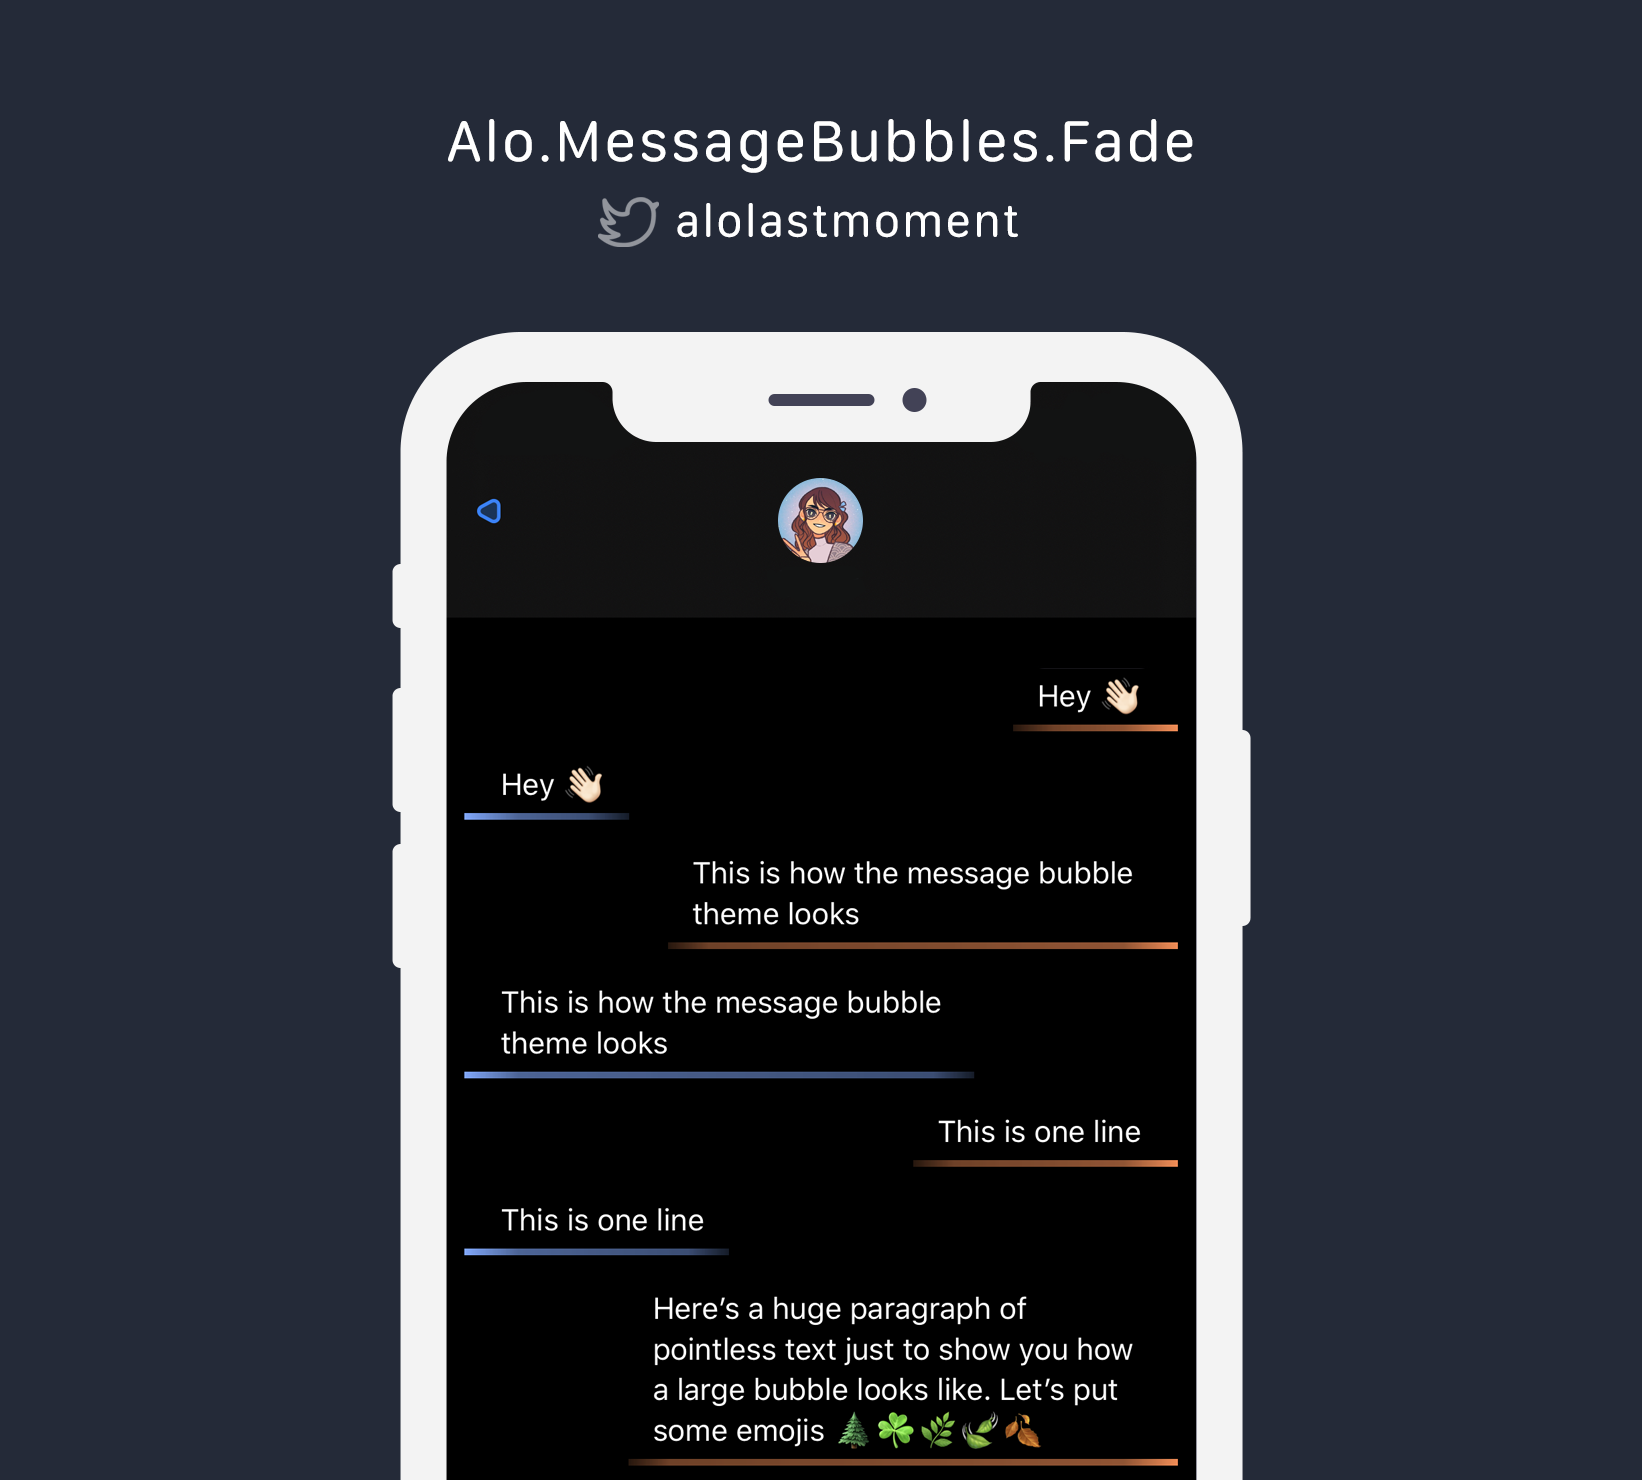 Alo.MessageBubbles.Fade
alolastmoment
Hey 👋🏻
Hey 👋🏻
This is how the message bubble
theme looks
This is how the message bubble
theme looks
This is one line
This is one line
Here’s a huge paragraph of
pointless text just to show you how
a large bubble looks like. Let’s put
some emojis 🌲☘️🌿🍃🍂